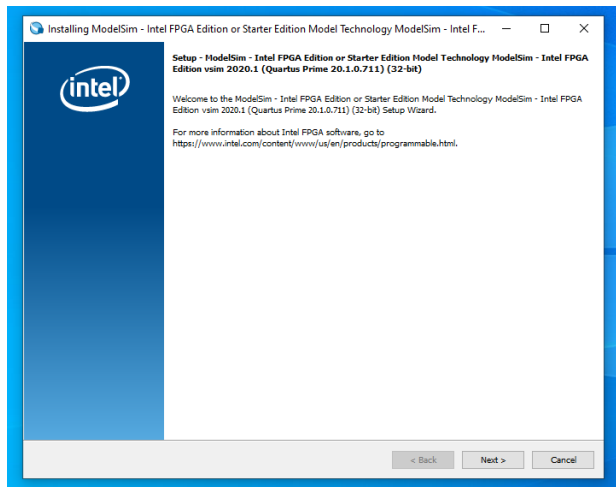 Installing ModelSim - Intel FPGA Edition or Starter Edition Model Technology ModelSim - Intel F...
intel
Setup - ModelSim - Intel FPGA Edition or Starter Edition Model Technology ModelSim - Intel FPGA
Edition vsim 2020.1 (Quartus Prime 20.1.0.711) (32-bit)
Welcome to the ModelSim - Intel FPGA Edition or Starter Edition Model Technology ModelSim - Intel FPGA
Edition vsim 2020.1 (Quartus Prime 20.1.0.711) (32-bit) Setup Wizard.
For more information about Intel FPGA software, go to
https://www.intel.com/content/www/us/en/products/programmable.html.
< Back Next > Cancel